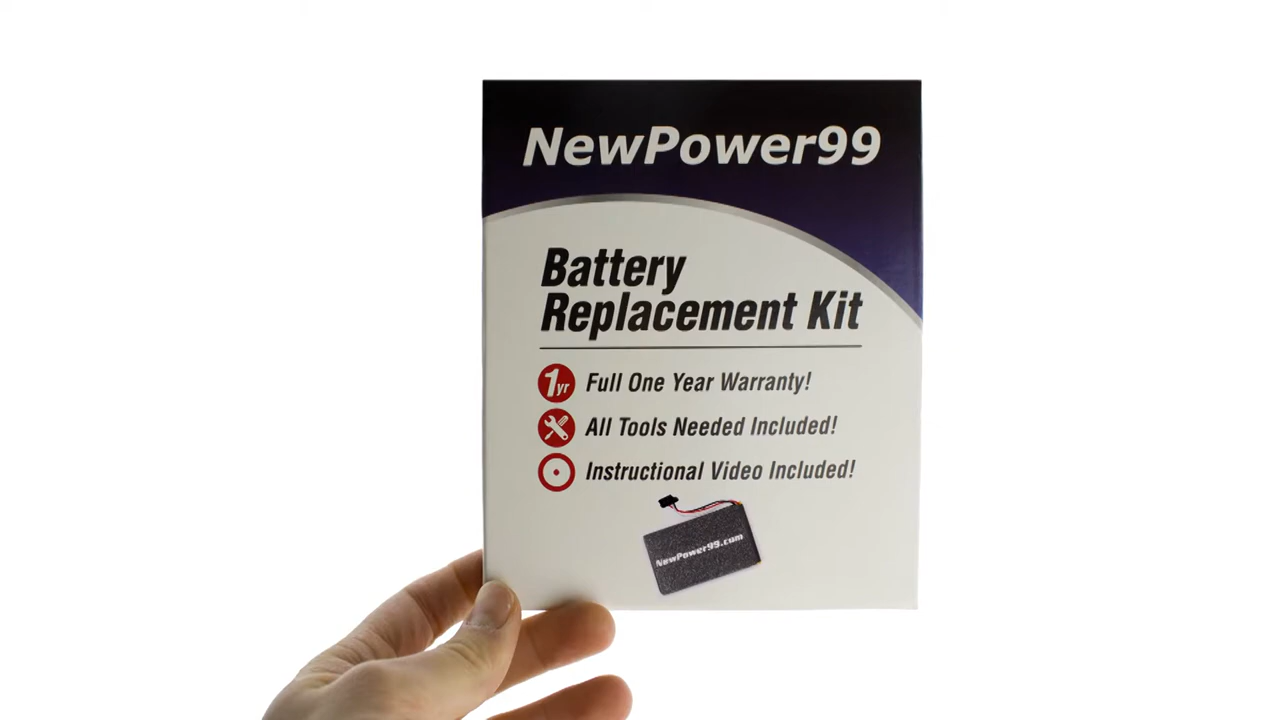 NewPower99
Battery
Replacement Kit
1yr Full One Year Warranty!
All Tools Needed Included!
Instructional Video Included!
NewPower99.com